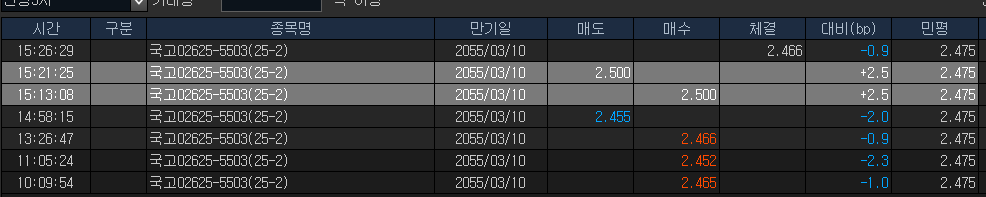 시간 구분 종목명 만기일 매도 매수 체결 대비(bp) 민평
15:26:29 국고02625-5503(25-2) 2055/03/10 2.466 -0.9 2.475
15:21:25 국고02625-5503(25-2) 2055/03/10 2.500 +2.5 2.475
15:13:08 국고02625-5503(25-2) 2055/03/10 2.500 +2.5 2.475
14:58:15 국고02625-5503(25-2) 2055/03/10 2.455 -2.0 2.475
13:26:47 국고02625-5503(25-2) 2055/03/10 2.466 -0.9 2.475
11:05:24 국고02625-5503(25-2) 2055/03/10 2.452 -2.3 2.475
10:09:54 국고02625-5503(25-2) 2055/03/10 2.465 -1.0 2.475